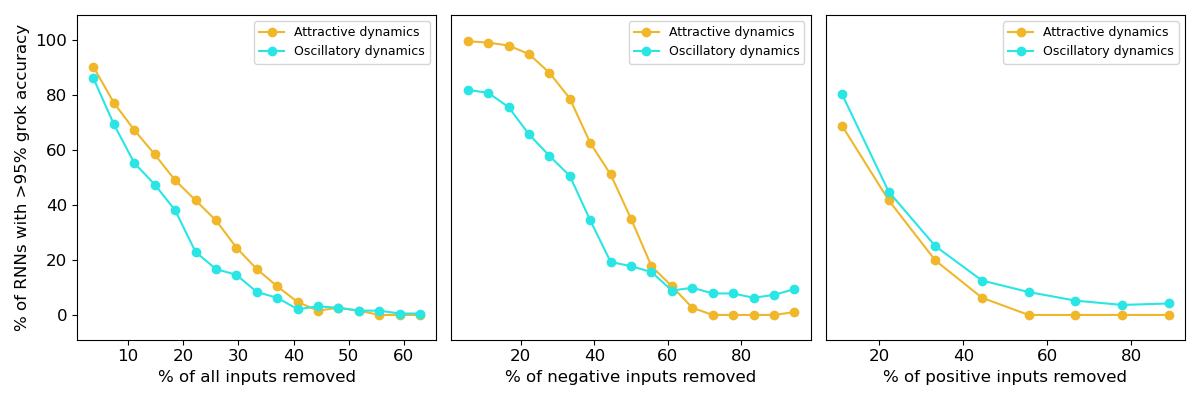 % of RNNs with >95% grok accuracy
100
80
60
40
20
0
Attractive dynamics
Oscillatory dynamics
10 20 30 40 50 60
% of all inputs removed
Attractive dynamics
Oscillatory dynamics
20 40 60 80
% of negative inputs removed
Attractive dynamics
Oscillatory dynamics
20 40 60 80
% of positive inputs removed